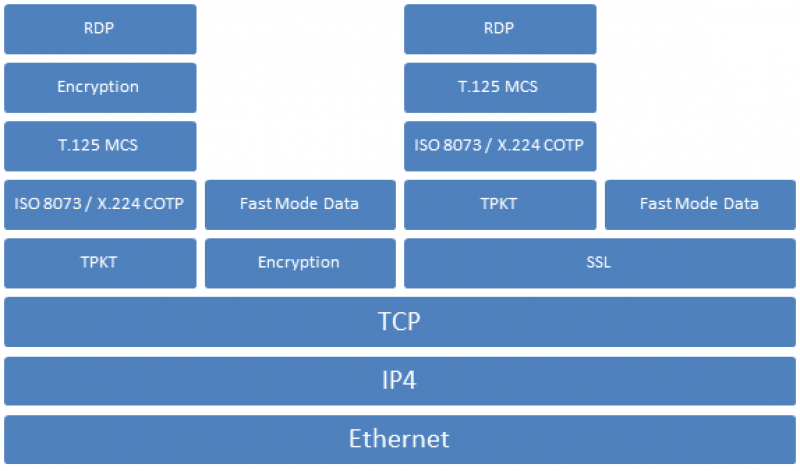 RDP
RDP
Encryption
T.125 MCS
T.125 MCS
ISO 8073 / X.224 COTP
ISO 8073 / X.224 COTP
Fast Mode Data
TPKT
Fast Mode Data
TPKT
Encryption
SSL
TCP
IP4
Ethernet